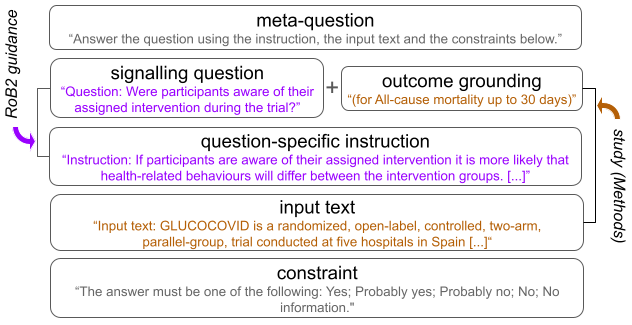 meta-question
“Answer the question using the instruction, the input text and the constraints below.”
RoB2 guidance
signalling question
“Question: Were participants aware of their
assigned intervention during the trial?”
+
outcome grounding
“(for All-cause mortality up to 30 days)”
question-specific instruction
“Instruction: If participants are aware of their assigned intervention it is more likely that
health-related behaviours will differ between the intervention groups. [...]”
study (Methods)
input text
“Input text: GLUCOCOVID is a randomized, open-label, controlled, two-arm,
parallel-group, trial conducted at five hospitals in Spain [...]“
constraint
“The answer must be one of the following: Yes; Probably yes; Probably no; No; No
information."